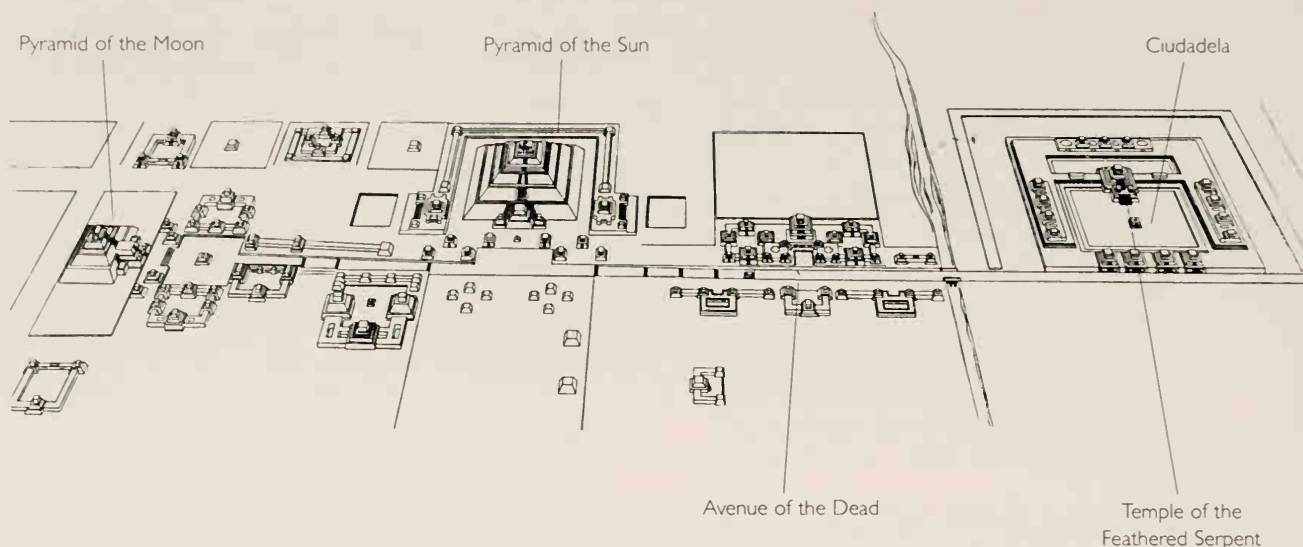 Pyramid of the Moon
Pyramid of the Sun
Ciudadela
Avenue of the Dead
Temple of the
Feathered Serpent